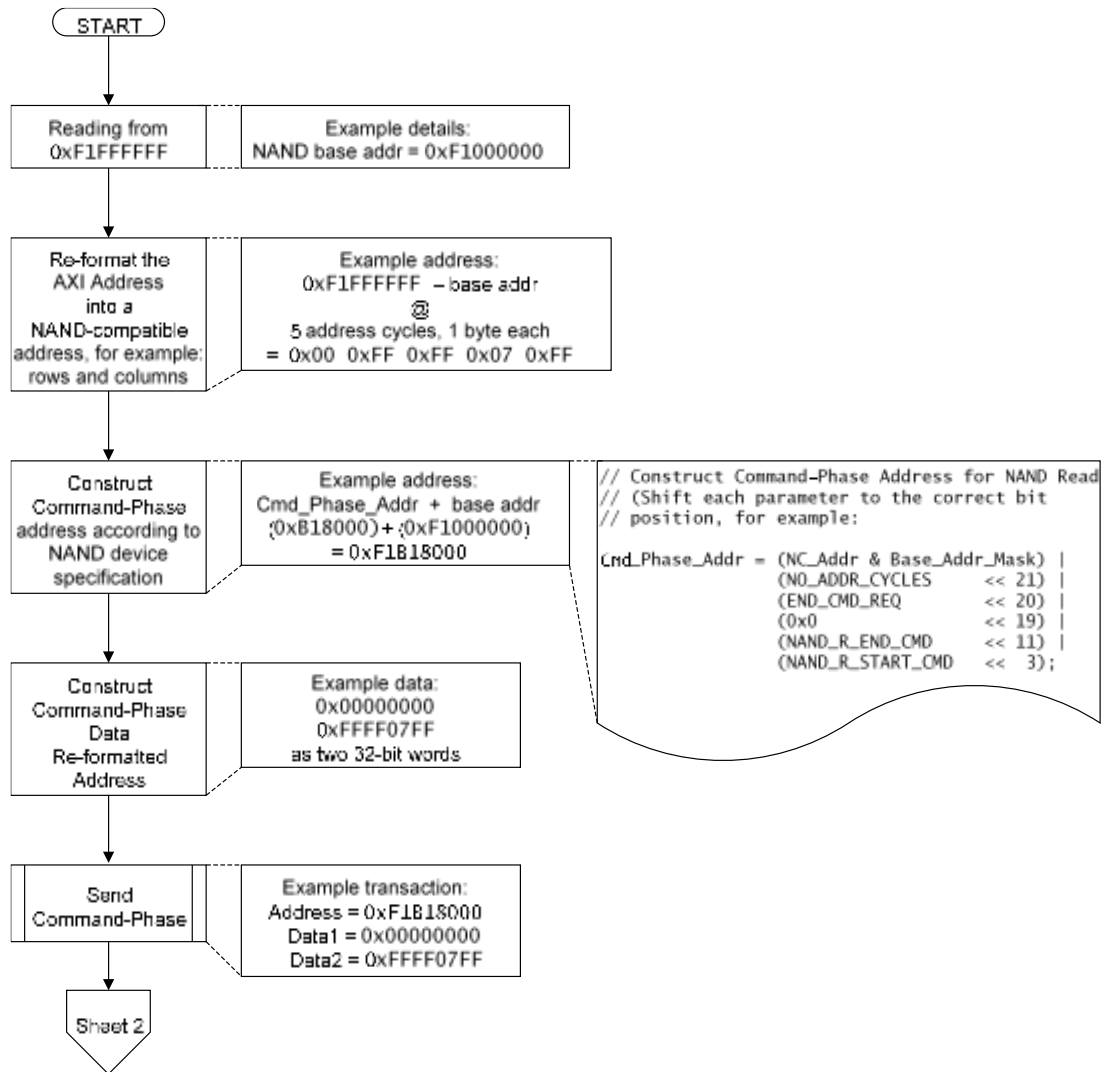 START
Reading from
0xF1FFFFFF
Example details:
NAND base addr = 0xF1000000
Re-format the
AXI Address
into a
NAND-compatible
address, for example:
rows and columns
Example address:
0xF1FFFFFF – base addr
@
5 address cycles, 1 byte each
= 0x00 0xFF 0xFF 0x07 0xFF
Construct
Command-Phase
address according to
NAND device
specification
Example address:
Cmd_Phase_Addr + base addr
(0xB18000) + (0xF1000000)
= 0xF1B18000
// Construct Command-Phase Address for NAND Read
// (Shift each parameter to the correct bit
// position, for example:
Cmd_Phase_Addr = (NC_Addr & Base_Addr_Mask) |
(NO_ADDR_CYCLES << 21) |
(END_CMD_REQ << 20) |
(0x0 << 19) |
(NAND_R_END_CMD << 11) |
(NAND_R_START_CMD << 3);
Construct
Command-Phase
Data
Re-formatted
Address
Example data:
0x00000000
0xFFFF07FF
as two 32-bit words
Send
Command-Phase
Example transaction:
Address = 0xF1B18000
Data1 = 0x00000000
Data2 = 0xFFFF07FF
Sheet 2